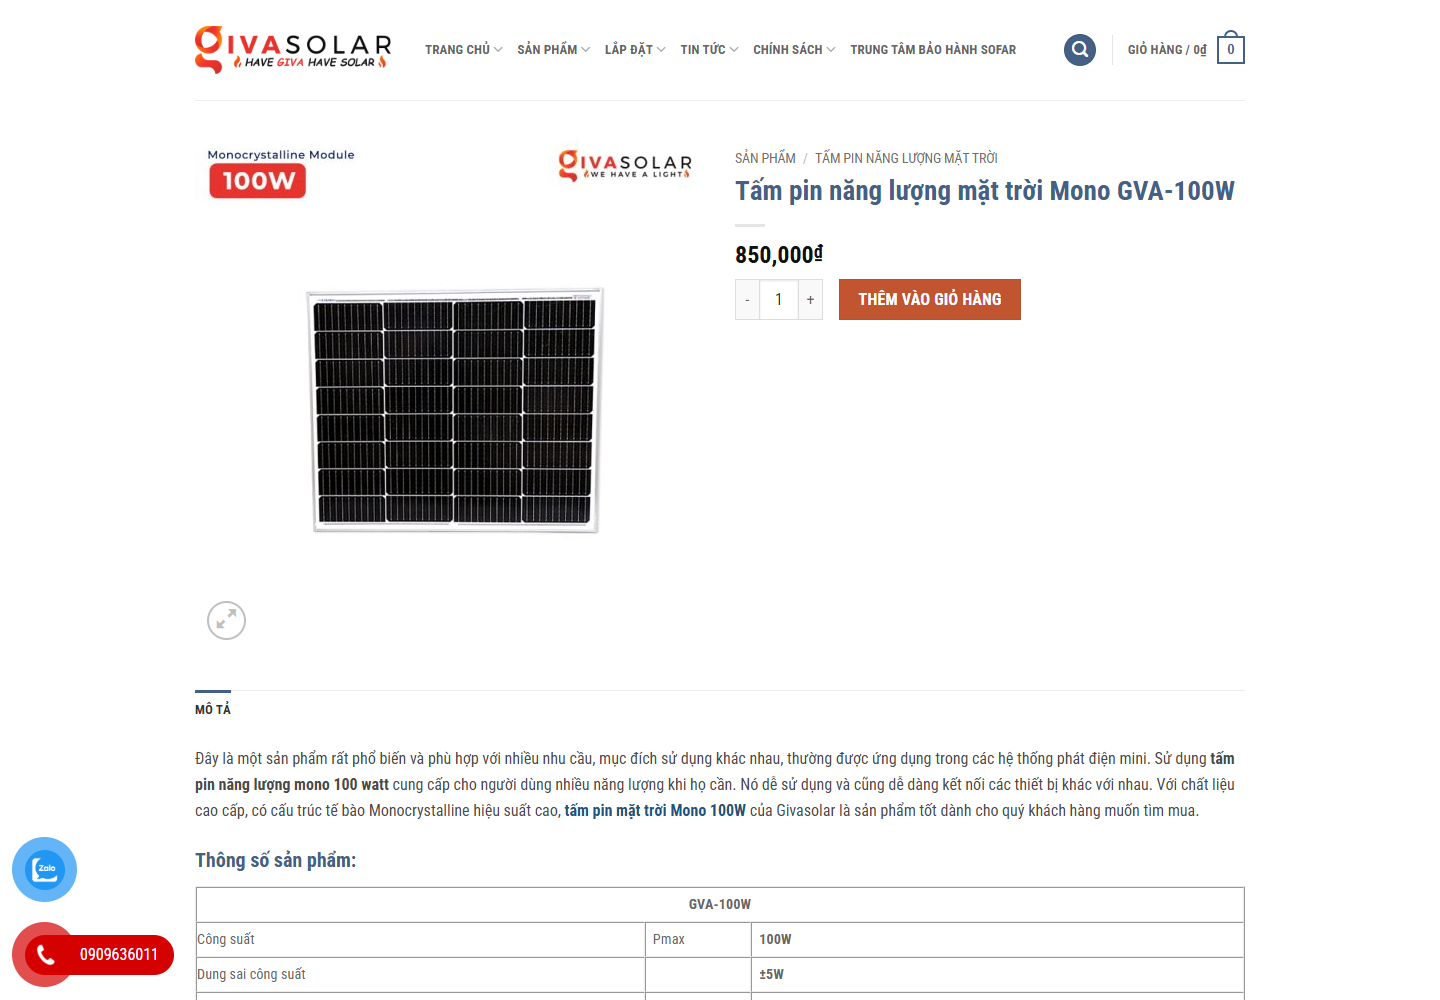 GIVASOLAR
HAVE GIVA HAVE SOLAR
TRANG CHỦ
SẢN PHẨM
LẮP ĐẶT
TIN TỨC
CHÍNH SÁCH
TRUNG TÂM BẢO HÀNH SOFAR
GIỎ HÀNG / 0₫
0
Monocrystalline Module
100W
GIVASOLAR
WE HAVE A LIGHT
SẢN PHẨM / TẤM PIN NĂNG LƯỢNG MẶT TRỜI
Tấm pin năng lượng mặt trời Mono GVA-100W
850,000₫
- 1 +
THÊM VÀO GIỎ HÀNG
MÔ TẢ
Đây là một sản phẩm rất phổ biến và phù hợp với nhiều nhu cầu, mục đích sử dụng khác nhau, thường được ứng dụng trong các hệ thống phát điện mini. Sử dụng tấm
pin năng lượng mono 100 watt cung cấp cho người dùng nhiều năng lượng khi họ cần. Nó dễ sử dụng và cũng dễ dàng kết nối các thiết bị khác với nhau. Với chất liệu
cao cấp, có cấu trúc tế bào Monocrystalline hiệu suất cao, tấm pin mặt trời Mono 100W của Givasolar là sản phẩm tốt dành cho quý khách hàng muốn tìm mua.
Thông số sản phẩm:
GVA-100W
Công suất Pmax 100W
Dung sai công suất ±5W
Zalo
0909636011